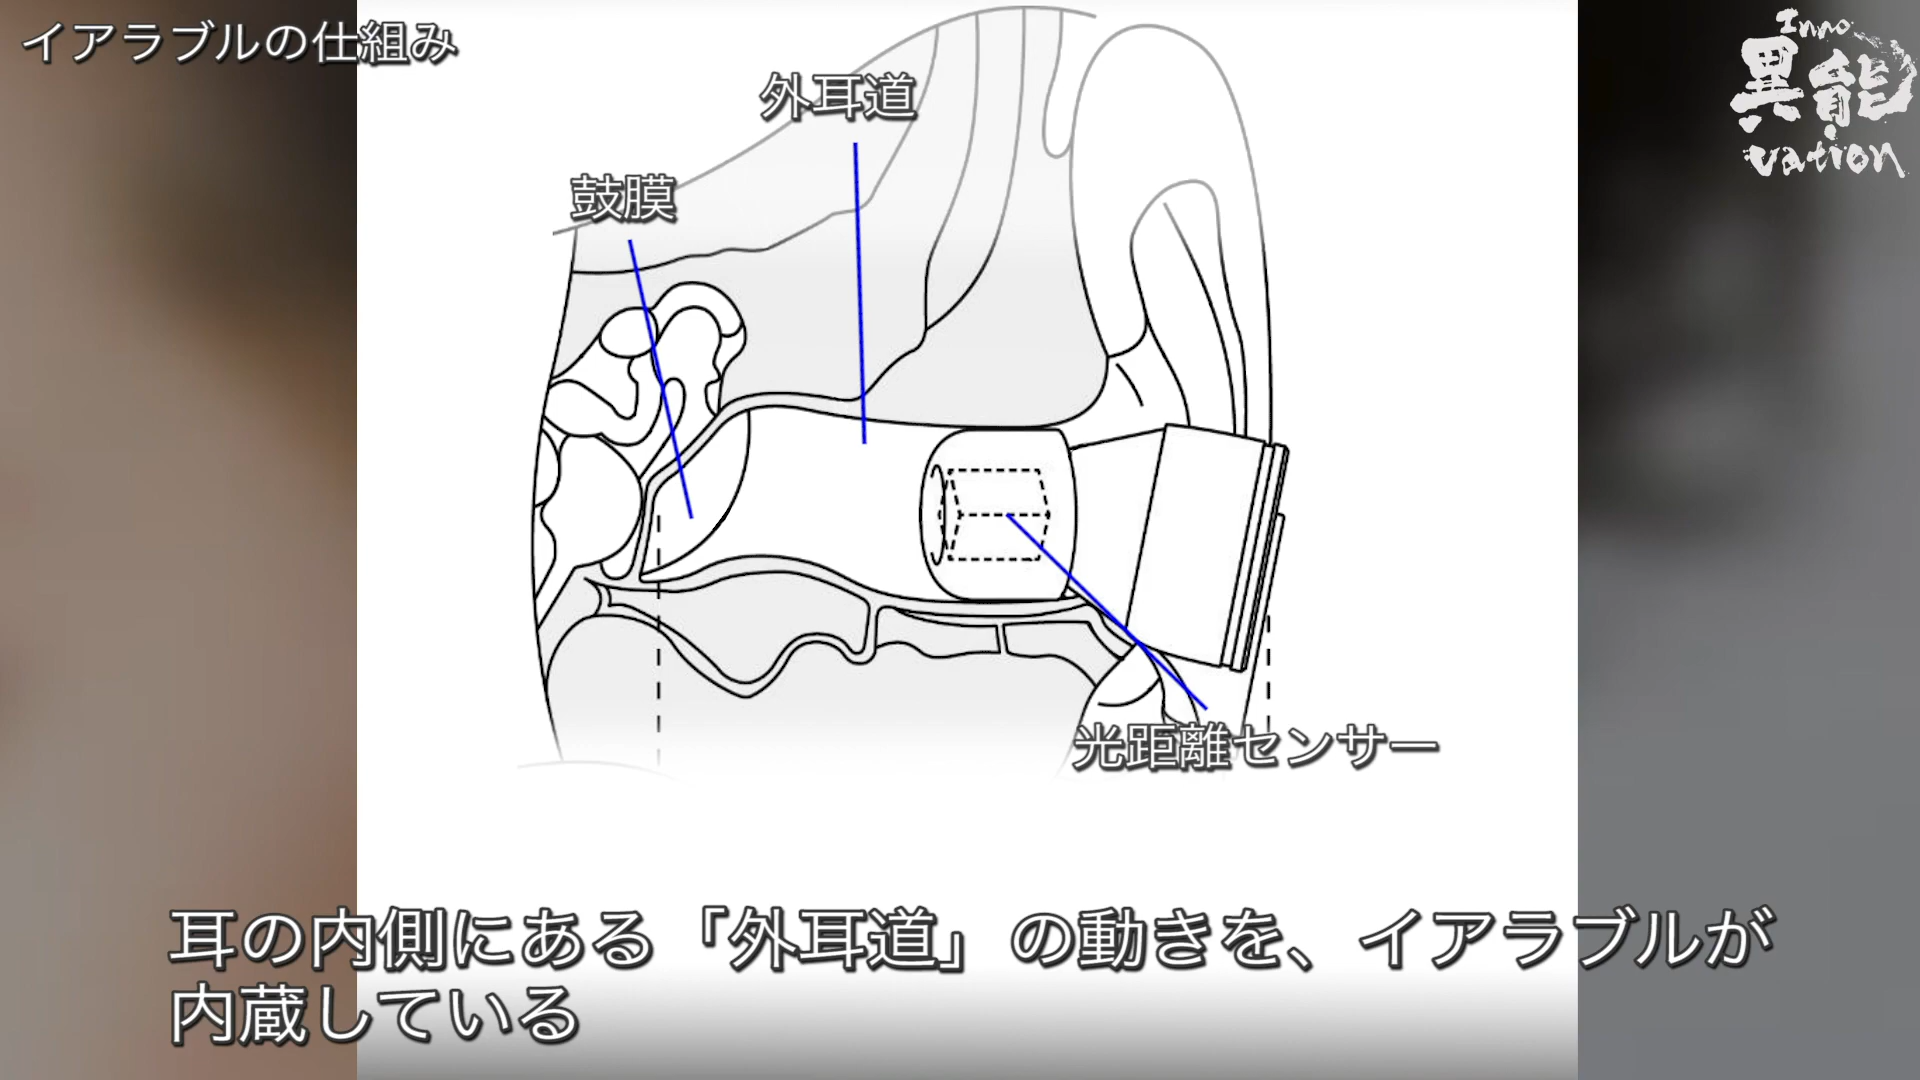 イアラブルの仕組み
Inno
異能
vation
外耳道
鼓膜
光距離センサー
耳の内側にある「外耳道」の動きを、イアラブルが
内蔵している